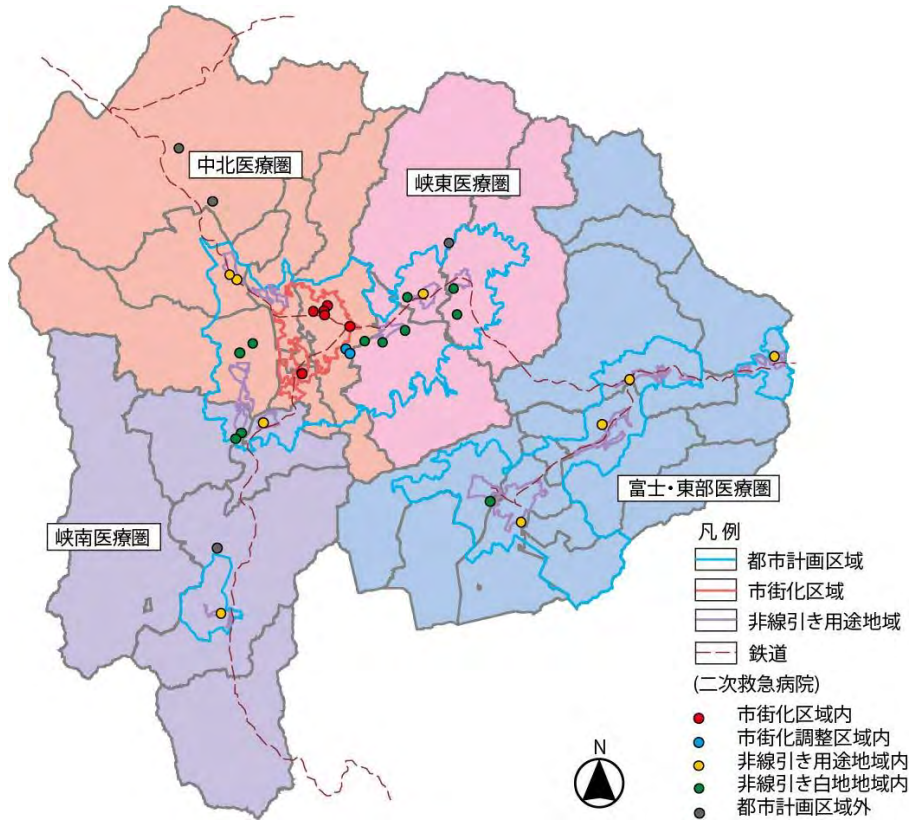 中北医療圏
峡東医療圏
富士・東部医療圏
峡南医療圏
凡例
都市計画区域
市街化区域
非線引き用途地域
鉄道
(二次救急病院)
市街化区域内
市街化調整区域内
非線引き用途地域内
非線引き白地地域内
都市計画区域外
N